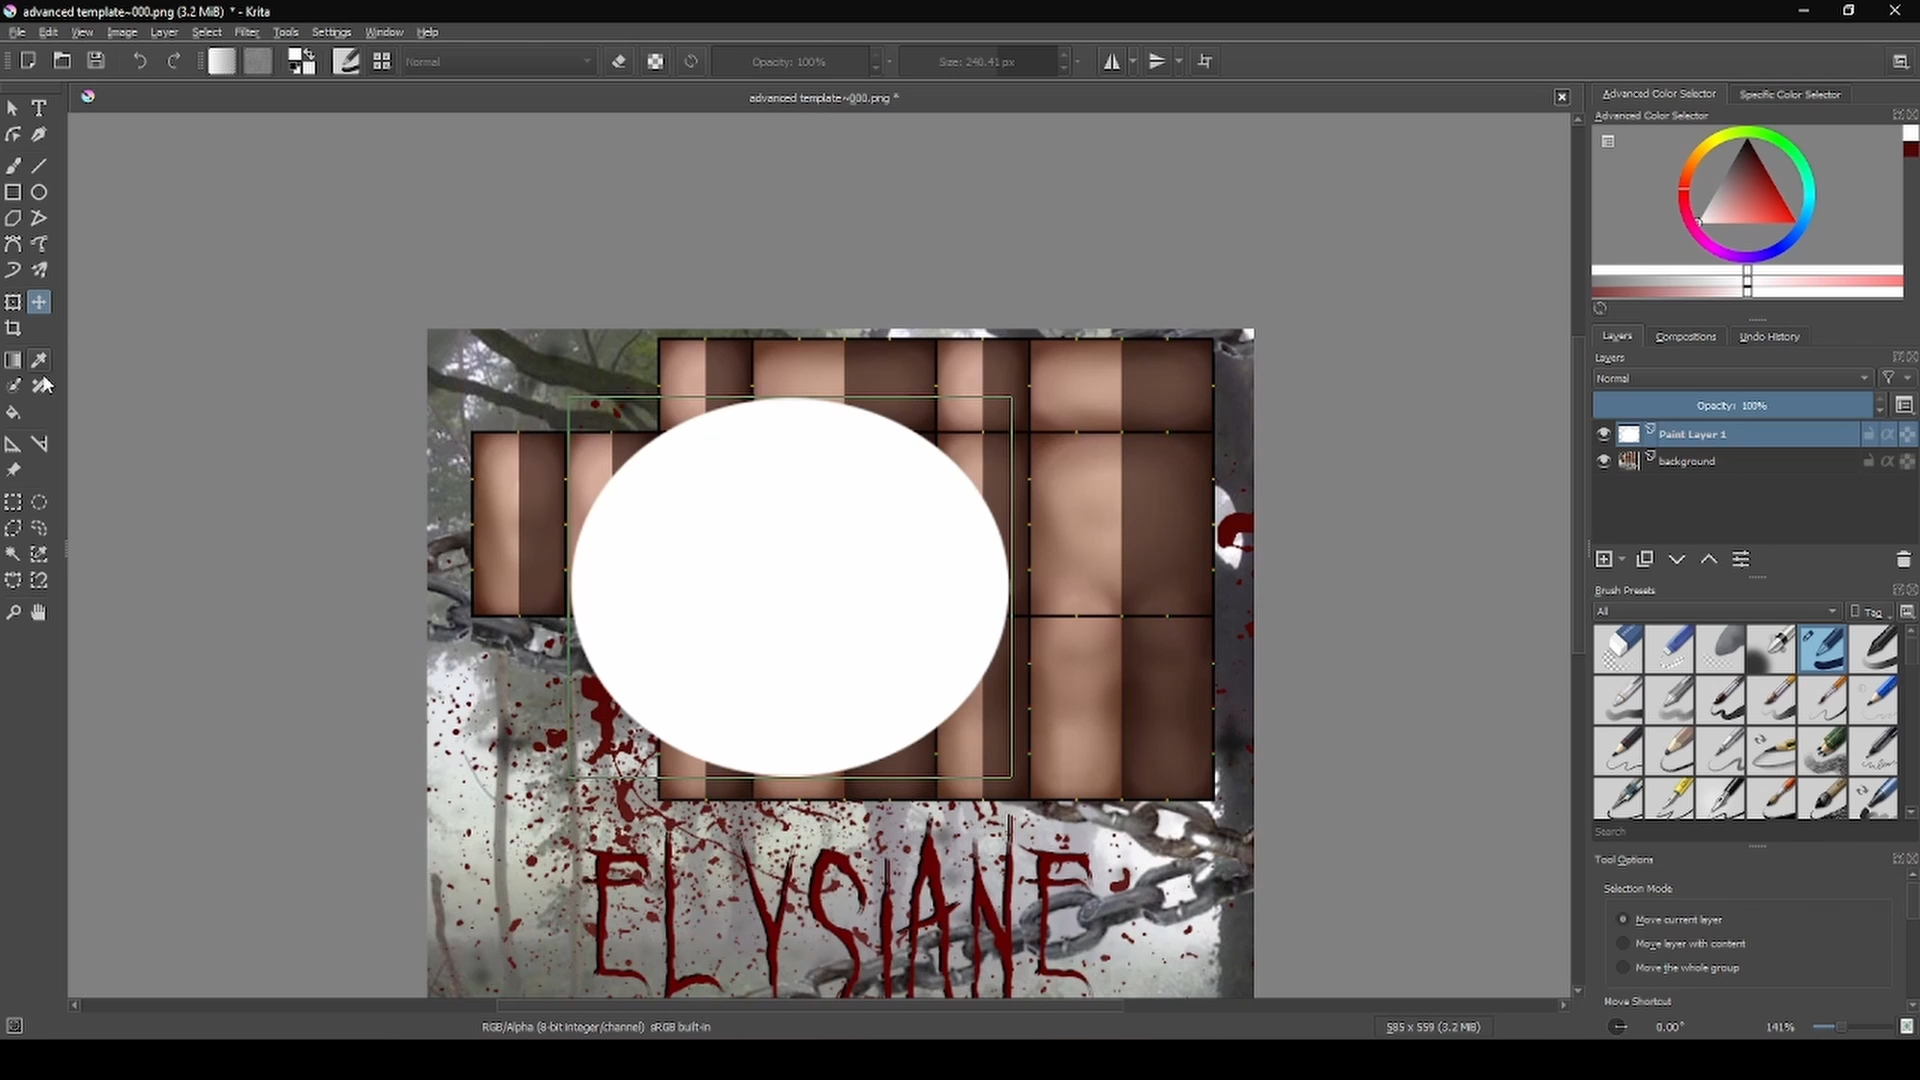 advanced template~000.png (3.2 MiB) * - Krita
File Edit View Image Layer Select Filter Tools Settings Window Help
Normal
Opacity: 100%
Size: 240.41 px
advanced template~000.png *
Advanced Color Selector
Specific Color Selector
Advanced Color Selector
Layers
Compositions
Undo History
Layers
Normal
Opacity: 100%
Paint Layer 1
background
Brush Presets
All
Tag
Search
Tool Options
Selection Mode
Move current layer
Move layer with content
Move the whole group
Move Shortcut
ELYSIANE
RGB/Alpha (8-bit integer/channel) sRGB built-in
585 x 559 (3.2 MiB)
0.00°
141%